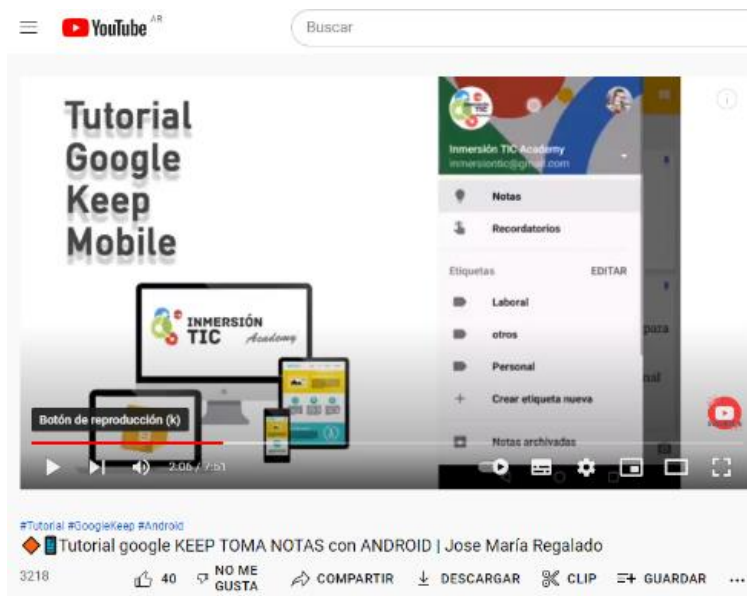 YouTube AR
Buscar
Tutorial
Google
Keep
Mobile
INMERSIÓN
TIC Academy
Inmersión TIC Academy
inmersiontic@gmail.com
Notas
Recordatorios
Etiquetas EDITAR
Laboral
otros
Personal
Crear etiqueta nueva
Notas archivadas
para
nal
Botón de reproducción (k)
2:06 / 7:51
#Tutorial #GoogleKeep #Android
Tutorial google KEEP TOMA NOTAS con ANDROID | Jose María Regalado
3218 40 NO ME GUSTA COMPARTIR DESCARGAR CLIP GUARDAR ...